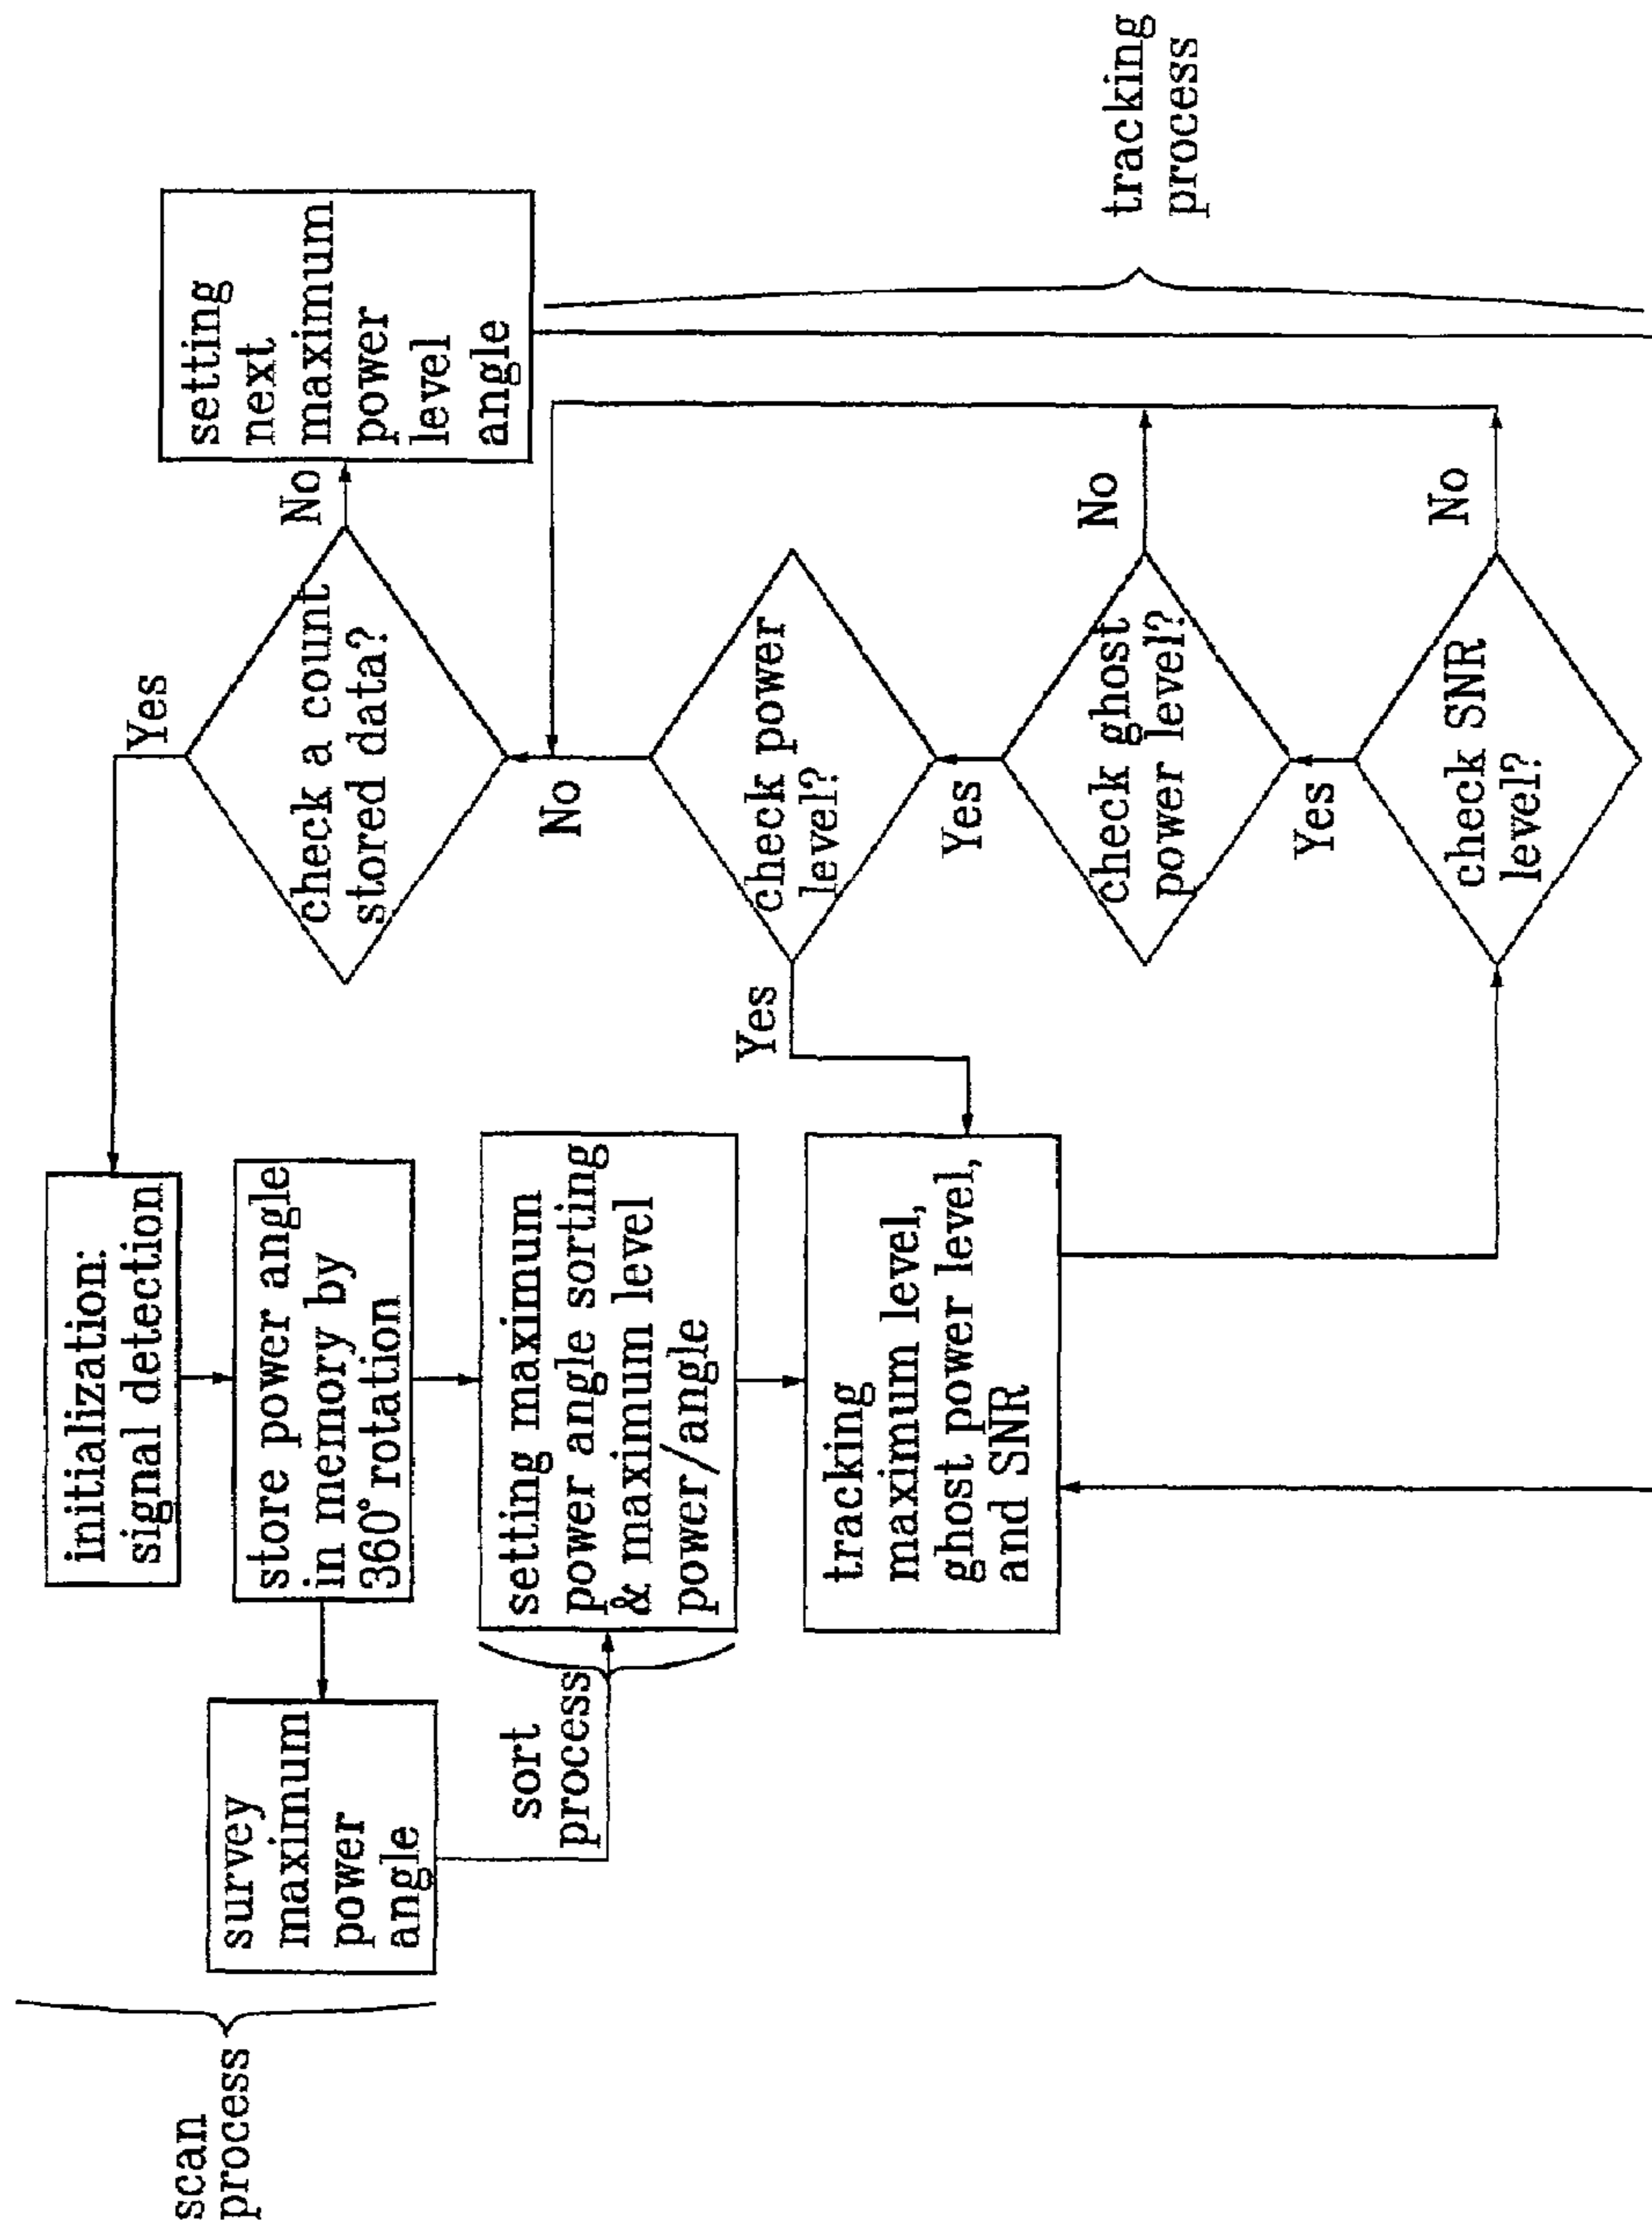 scan
process
survey
maximum
power
angle
initialization:
signal detection
store power angle
in memory by
360° rotation
sort
process
setting maximum
power angle sorting
& maximum level
power/angle
tracking
maximum level,
ghost power level,
and SNR
Yes
check a count
stored data?
No
setting
next
maximum
power
level
angle
No
Yes
check power
level?
Yes
check ghost
power level?
No
Yes
check SNR
level?
No
tracking
process